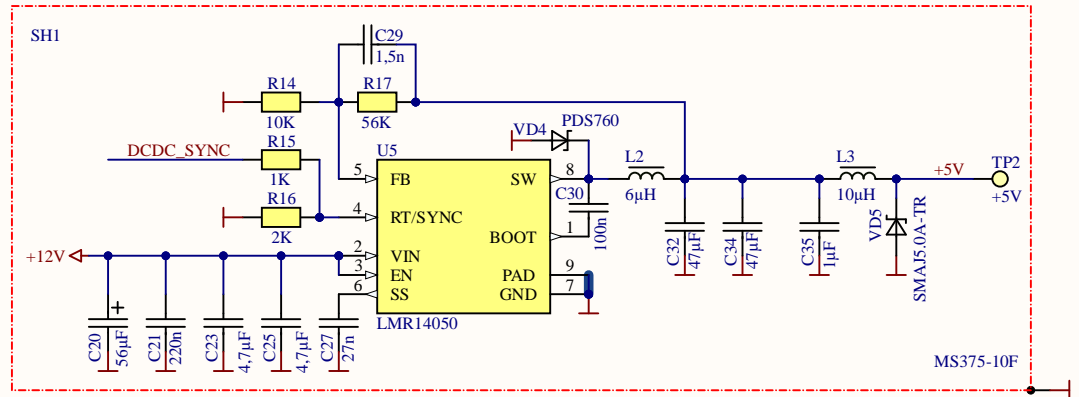 SH1
C29
1,5n
R14
10K
R17
56K
DCDC_SYNC
R15
1K
R16
2K
U5
5 FB
4 RT/SYNC
2 VIN
3 EN
6 SS
SW 8
BOOT 1
PAD 9
GND 7
LMR14050
VD4
PDS760
C30
100n
L2
6µH
L3
10µH
+5V
TP2
+5V
C32
47µF
C34
47µF
C35
1µF
VD5
SMAJ5.0A-TR
+12V
C20
+
56µF
C21
220n
C23
4,7µF
C25
4,7µF
C27
27n
MS375-10F